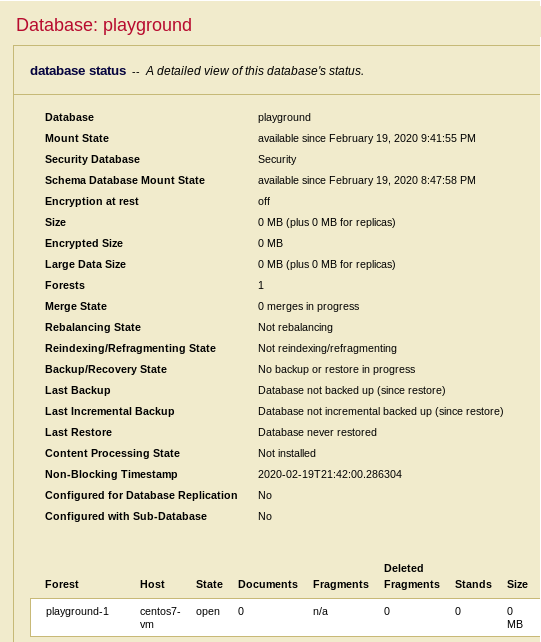 Database: playground
database status -- A detailed view of this database's status.
Database playground
Mount State available since February 19, 2020 9:41:55 PM
Security Database Security
Schema Database Mount State available since February 19, 2020 8:47:58 PM
Encryption at rest off
Size 0 MB (plus 0 MB for replicas)
Encrypted Size 0 MB
Large Data Size 0 MB (plus 0 MB for replicas)
Forests 1
Merge State 0 merges in progress
Rebalancing State Not rebalancing
Reindexing/Refragmenting State Not reindexing/refragmenting
Backup/Recovery State No backup or restore in progress
Last Backup Database not backed up (since restore)
Last Incremental Backup Database not incremental backed up (since restore)
Last Restore Database never restored
Content Processing State Not installed
Non-Blocking Timestamp 2020-02-19T21:42:00.286304
Configured for Database Replication No
Configured with Sub-Database No
Deleted
Forest Host State Documents Fragments Fragments Stands Size
playground-1 centos7- open 0 n/a 0 0 0
vm MB